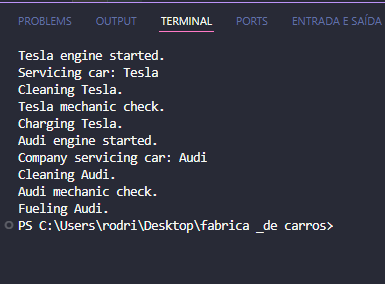 PROBLEMS OUTPUT TERMINAL PORTS ENTRADA E SAÍDA
Tesla engine started.
Servicing car: Tesla
Cleaning Tesla.
Tesla mechanic check.
Charging Tesla.
Audi engine started.
Company servicing car: Audi
Cleaning Audi.
Audi mechanic check.
Fueling Audi.
PS C:\Users\rodri\Desktop\fabrica _de carros>